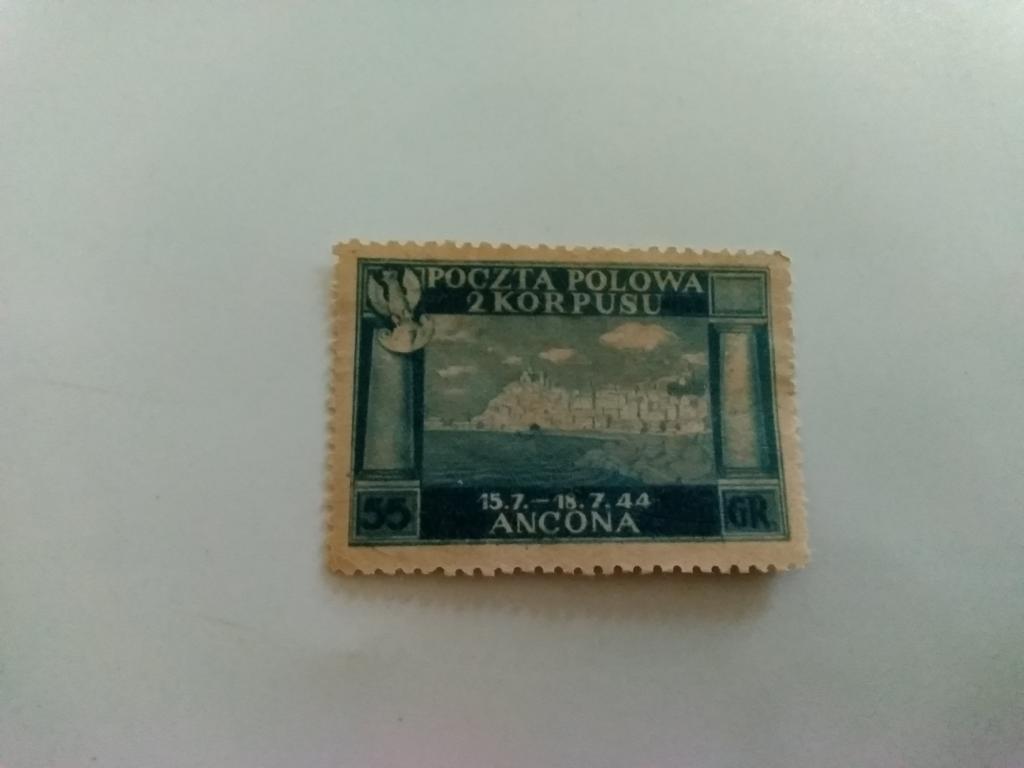 POCZTA POLOWA
2 KORPUSU
55
15.7.-18.7.44
GR.
ANCONA